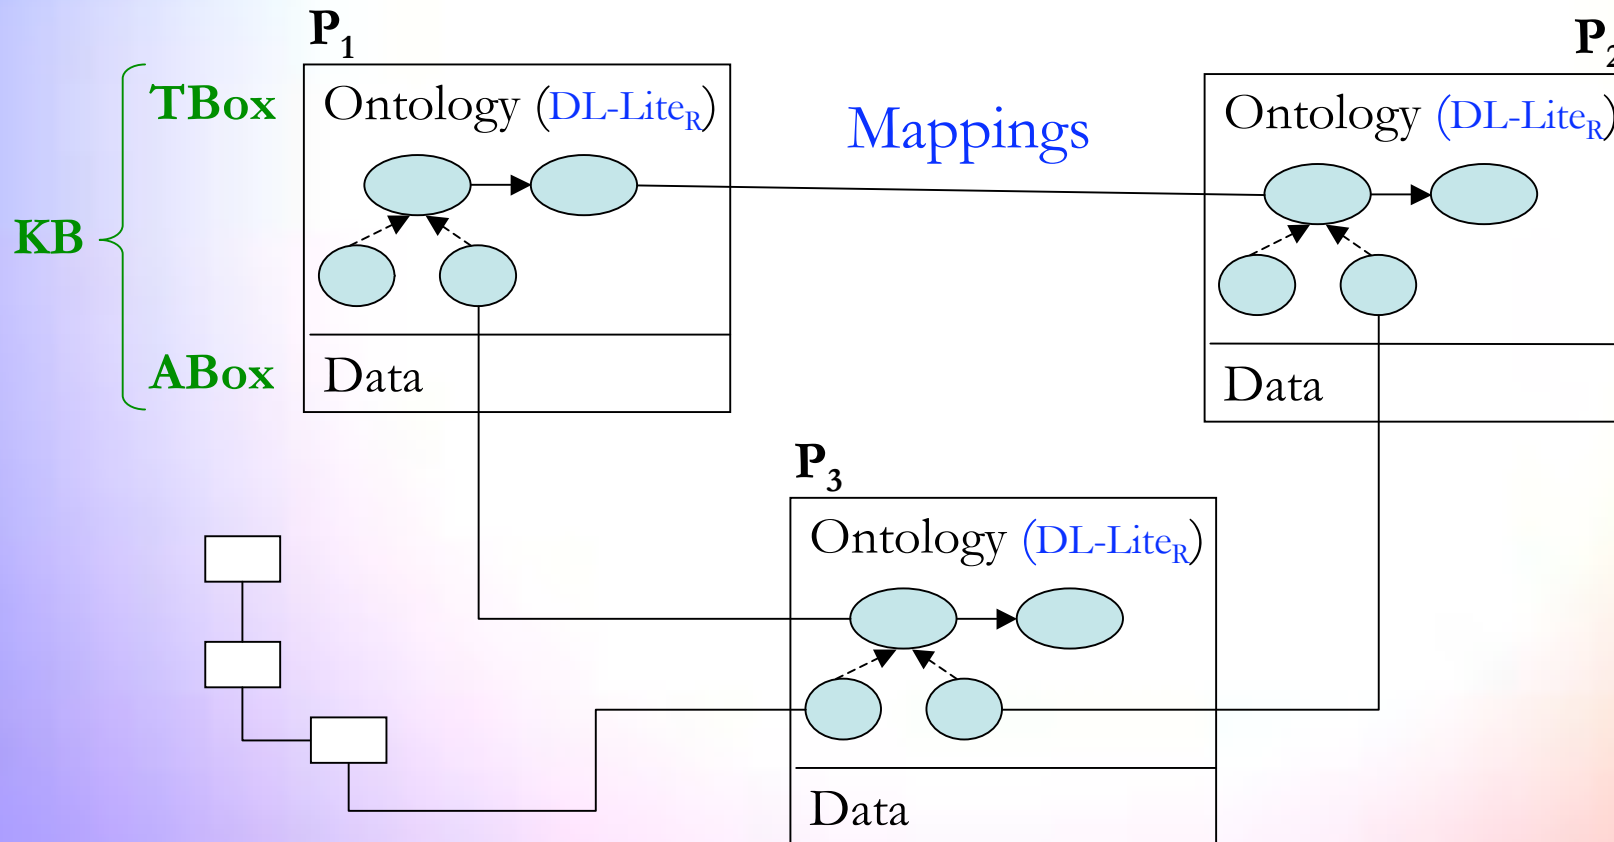 P1
P2
TBox
Ontology (DL-LiteR)
Mappings
Ontology (DL-LiteR)
KB
ABox
Data
Data
P3
Ontology (DL-LiteR)
Data